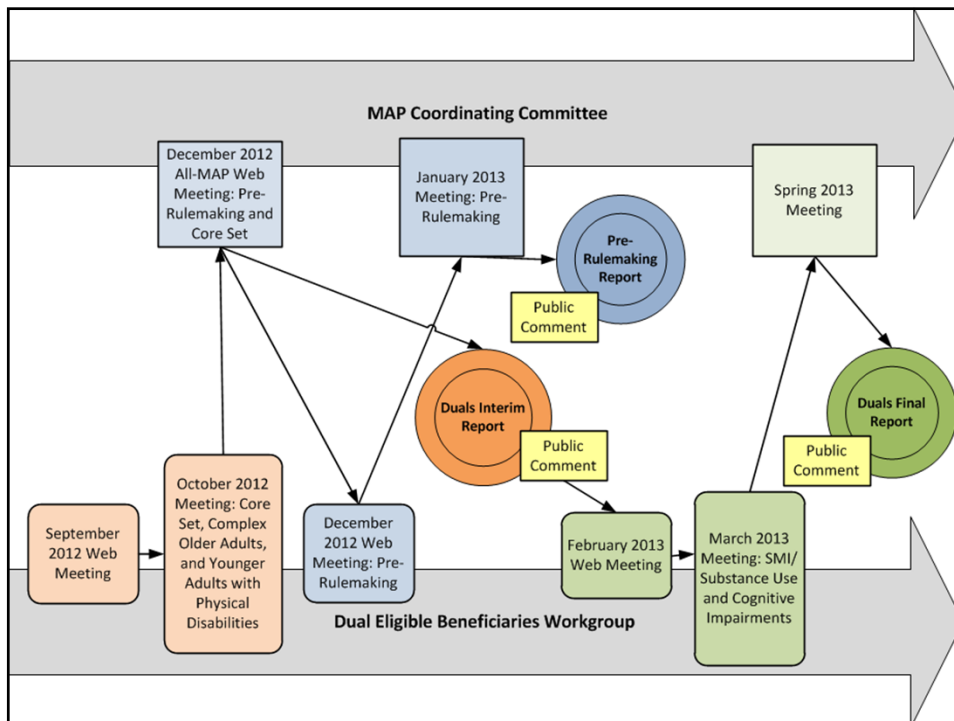 MAP Coordinating Committee
December 2012
All-MAP Web
Meeting: Pre-
Rulemaking and
Core Set
January 2013
Meeting: Pre-
Rulemaking
Spring 2013
Meeting
Pre-
Rulemaking
Report
Public
Comment
Duals Interim
Report
Public
Comment
Duals Final
Report
Public
Comment
September
2012 Web
Meeting
October 2012
Meeting: Core
Set, Complex
Older Adults,
and Younger
Adults with
Physical
Disabilities
December
2012 Web
Meeting: Pre-
Rulemaking
February 2013
Web Meeting
March 2013
Meeting: SMI/
Substance Use
and Cognitive
Impairments
Dual Eligible Beneficiaries Workgroup